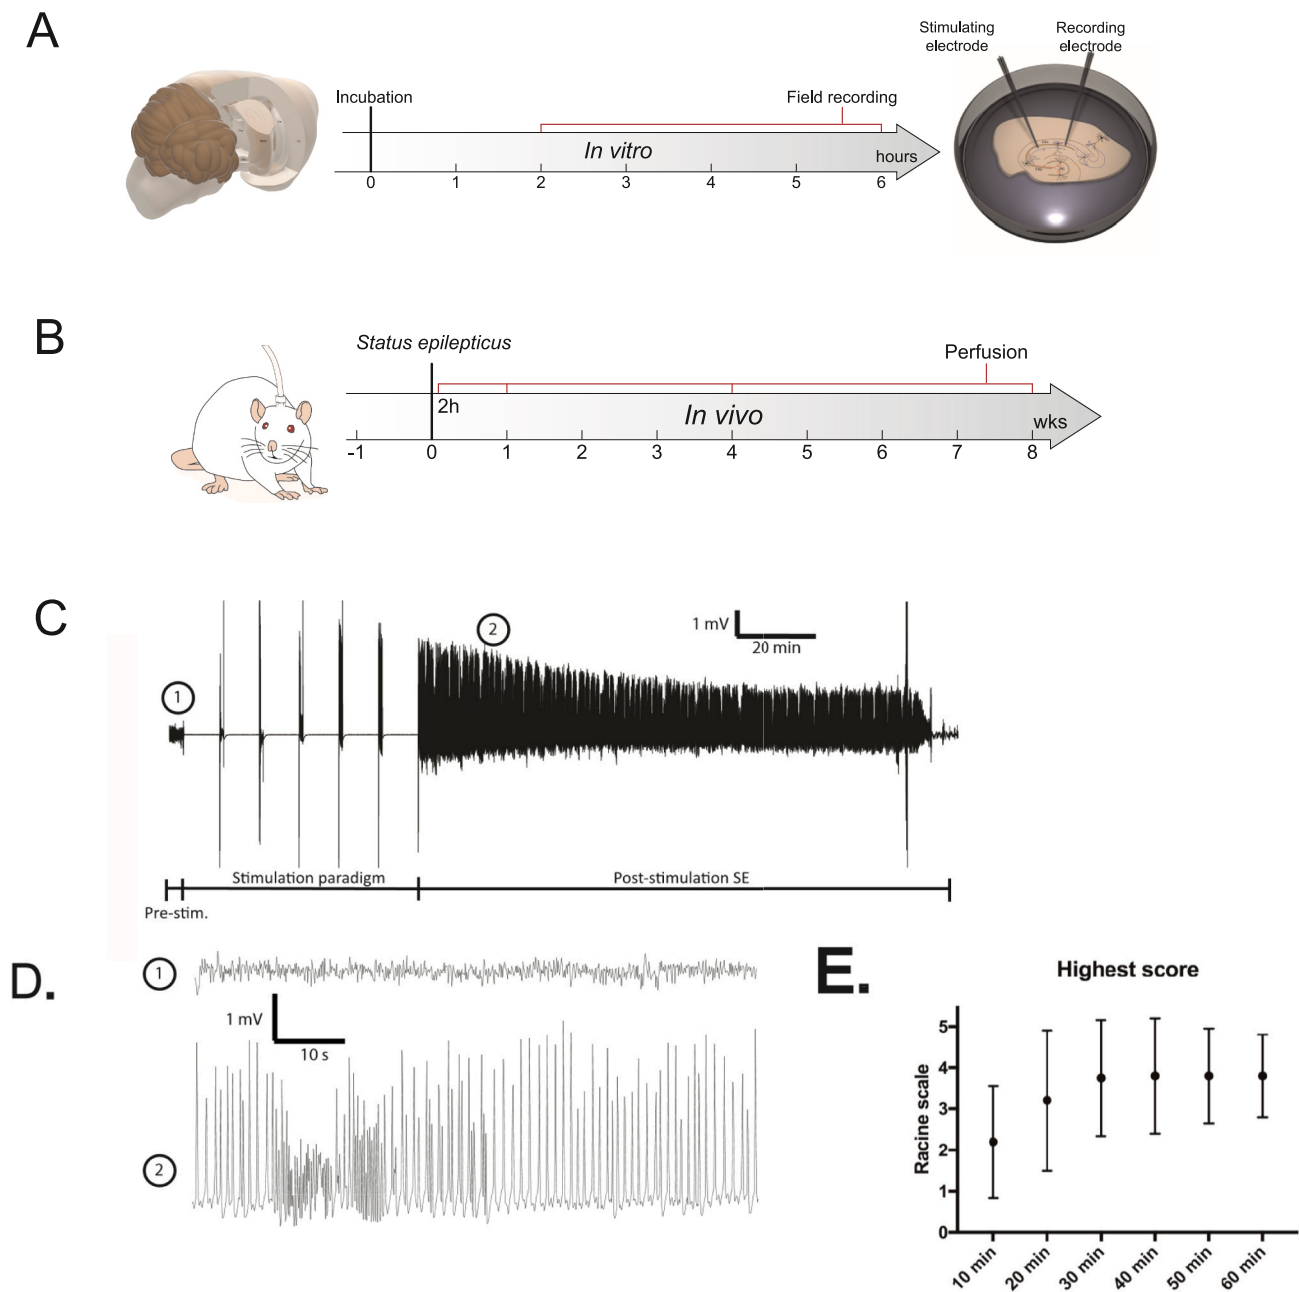 A
Stimulating
electrode
Recording
electrode
Incubation
Field recording
In vitro
hours
0 1 2 3 4 5 6
B
Status epilepticus
Perfusion
2h
In vivo
wks
-1 0 1 2 3 4 5 6 7 8
C
1
2
1 mV
20 min
Stimulation paradigm
Post-stimulation SE
Pre-stim.
D.
1
1 mV
10 s
2
E.
Highest score
Racine scale
5
4
3
2
1
0
10 min
20 min
30 min
40 min
50 min
60 min